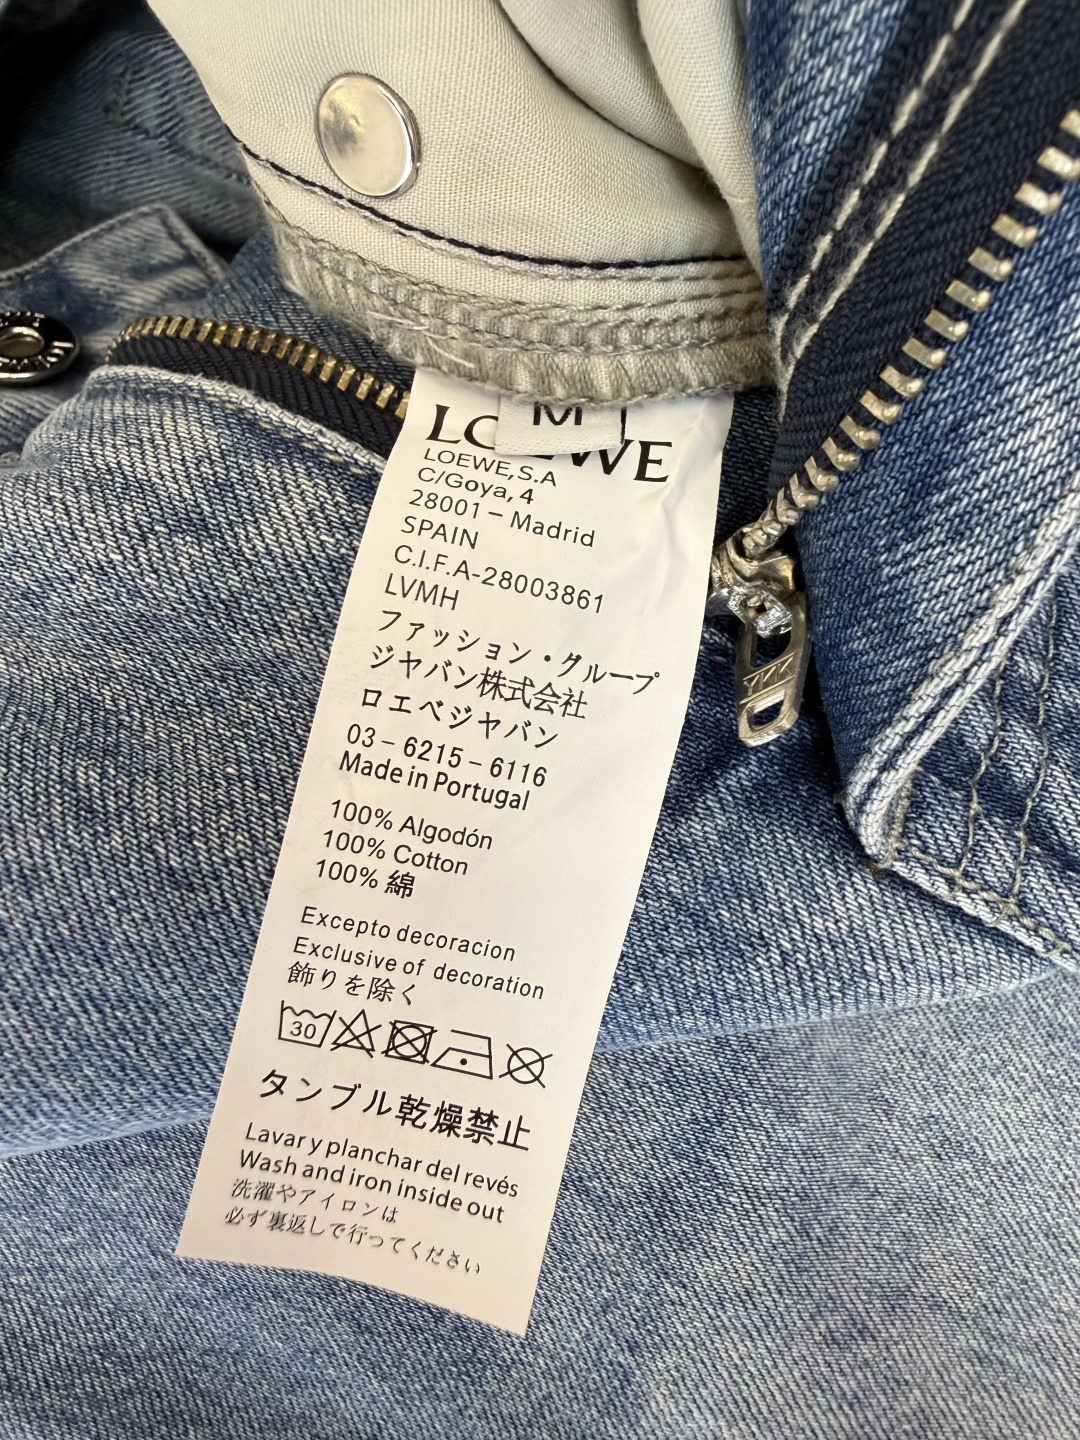 M
LOEWE
LOEWE,S.A
C/Goya, 4
28001 – Madrid
SPAIN
C.I.F.A-28003861
LVMH
ファッション・グループ
ジヤバン株式会社
ロエベジヤバン
03 – 6215 – 6116
Made in Portugal
100% Algodón
100% Cotton
100% 綿
Excepto decoracion
Exclusive of decoration
飾りを除く
30
タンブル乾燥禁止
Lavar y planchar del revés
Wash and iron inside out
洗濯やアイロンは
必ず裏返しで行ってください